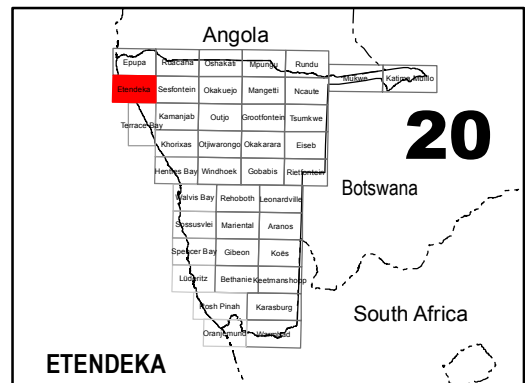 Angola
Epupa Ruacana Oshakati Mpungu Rundu
Mukwe Katima Mulilo
Etendeka Sesfontein Okakuejo Mangetti Ncaute
20
Terrace Bay Kamanjab Outjo Grootfontein Tsumkwe
Khorixas Otjiwarongo Okakarara Eiseb
Henties Bay Windhoek Gobabis Rietfontein
Botswana
Walvis Bay Rehoboth Leonardville
Sossusvlei Mariental Aranos
Spencer Bay Gibeon Koës
Lüderitz Bethanie Keetmanshoop
Rosh Pinah Karasburg
South Africa
Oranjemund Warmbad
ETENDEKA